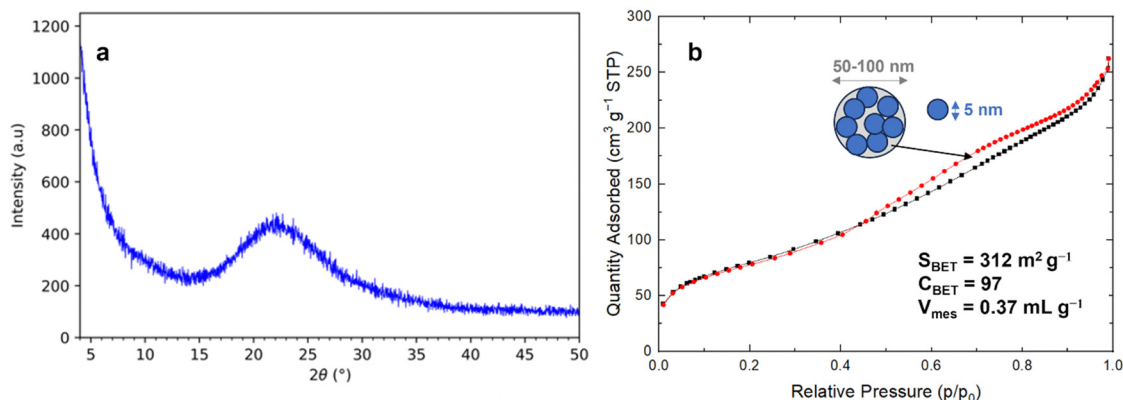 a
1200
1000
800
600
400
200
0
Intensity (a.u)
5 10 15 20 25 30 35 40 45 50
2θ (°)
b
300
250
200
150
100
50
0
Quantity Adsorbed (cm³ g⁻¹ STP)
50-100 nm
5 nm
S_BET = 312 m² g⁻¹
C_BET = 97
V_mes = 0.37 mL g⁻¹
0.0 0.2 0.4 0.6 0.8 1.0
Relative Pressure (p/p₀)